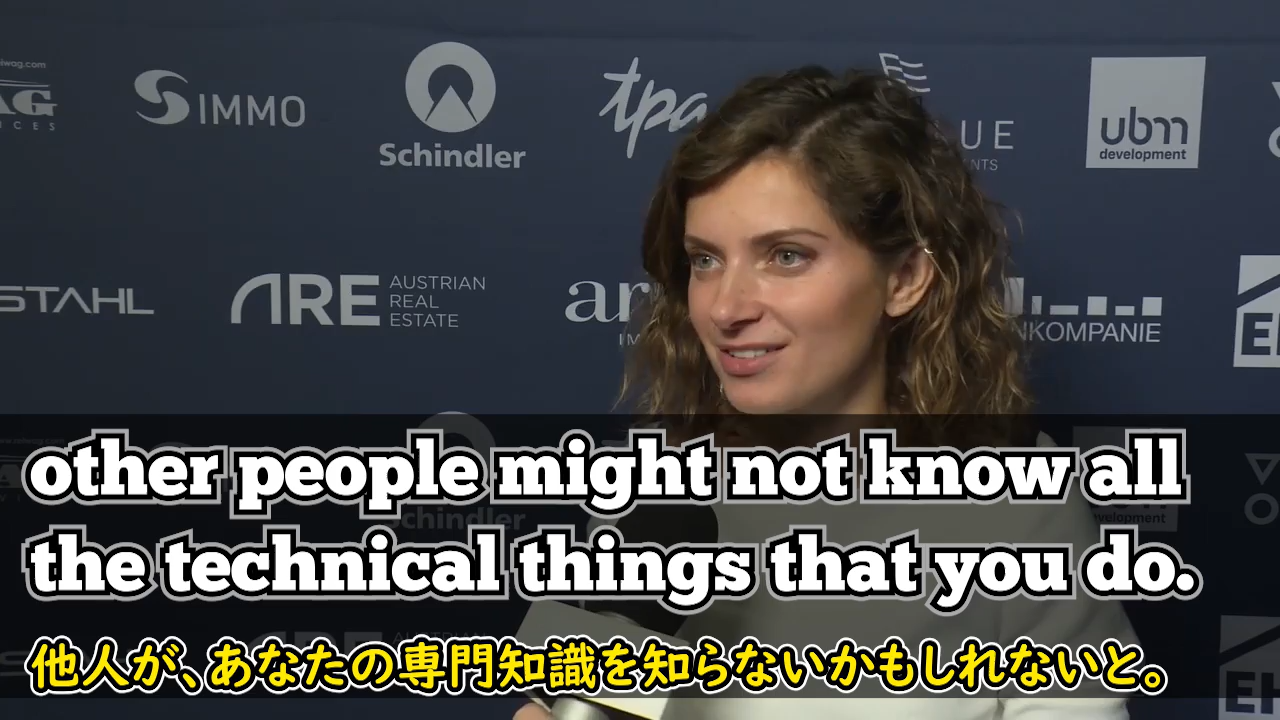 IMMO
Schindler
tpa
ubm
development
STAHL
ARE AUSTRIAN
REAL
ESTATE
NKOMPANIE
other people might not know all
the technical things that you do.
他人が、あなたの専門知識を知らないかもしれないと。